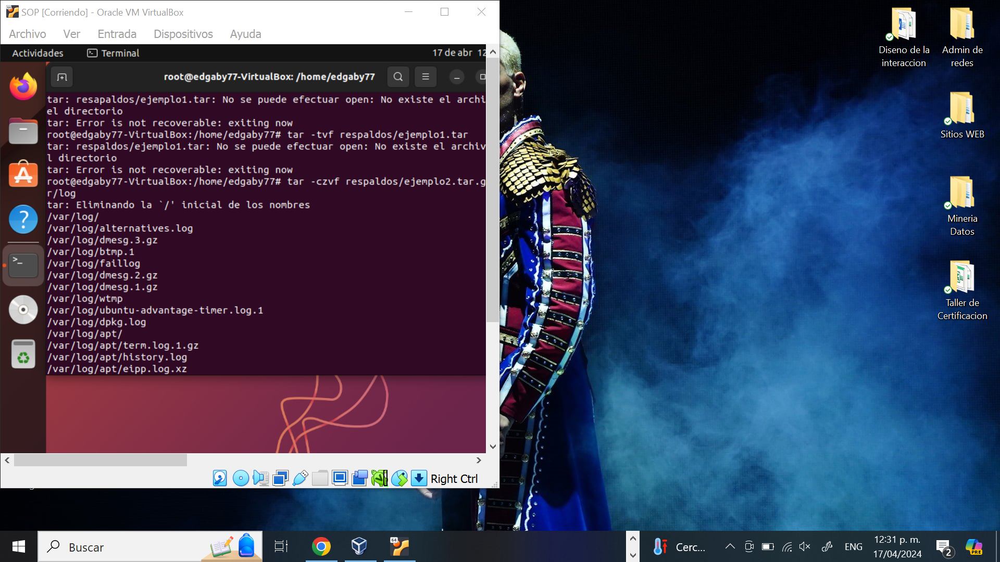 SOP [Corriendo] - Oracle VM VirtualBox
Archivo Ver Entrada Dispositivos Ayuda
Actividades Terminal 17 de abr 12
root@edgaby77-VirtualBox: /home/edgaby77
tar: resapaldos/ejemplo1.tar: No se puede efectuar open: No existe el archi
el directorio
tar: Error is not recoverable: exiting now
root@edgaby77-VirtualBox:/home/edgaby77# tar -tvf respaldos/ejemplo1.tar
tar: respaldos/ejemplo1.tar: No se puede efectuar open: No existe el archiv
l directorio
tar: Error is not recoverable: exiting now
root@edgaby77-VirtualBox:/home/edgaby77# tar -czvf respaldos/ejemplo2.tar.g
r/log
tar: Eliminando la `/' inicial de los nombres
/var/log/
/var/log/alternatives.log
/var/log/dmesg.3.gz
/var/log/btmp.1
/var/log/faillog
/var/log/dmesg.2.gz
/var/log/dmesg.1.gz
/var/log/wtmp
/var/log/ubuntu-advantage-timer.log.1
/var/log/dpkg.log
/var/log/apt/
/var/log/apt/term.log.1.gz
/var/log/apt/history.log
/var/log/apt/eipp.log.xz
Right Ctrl
Diseno de la
interaccion
Admin de
redes
Sitios WEB
Mineria
Datos
Taller de
Certificacion
Buscar
64
Cerc...
ENG
12:31 p. m.
17/04/2024
2
PRE